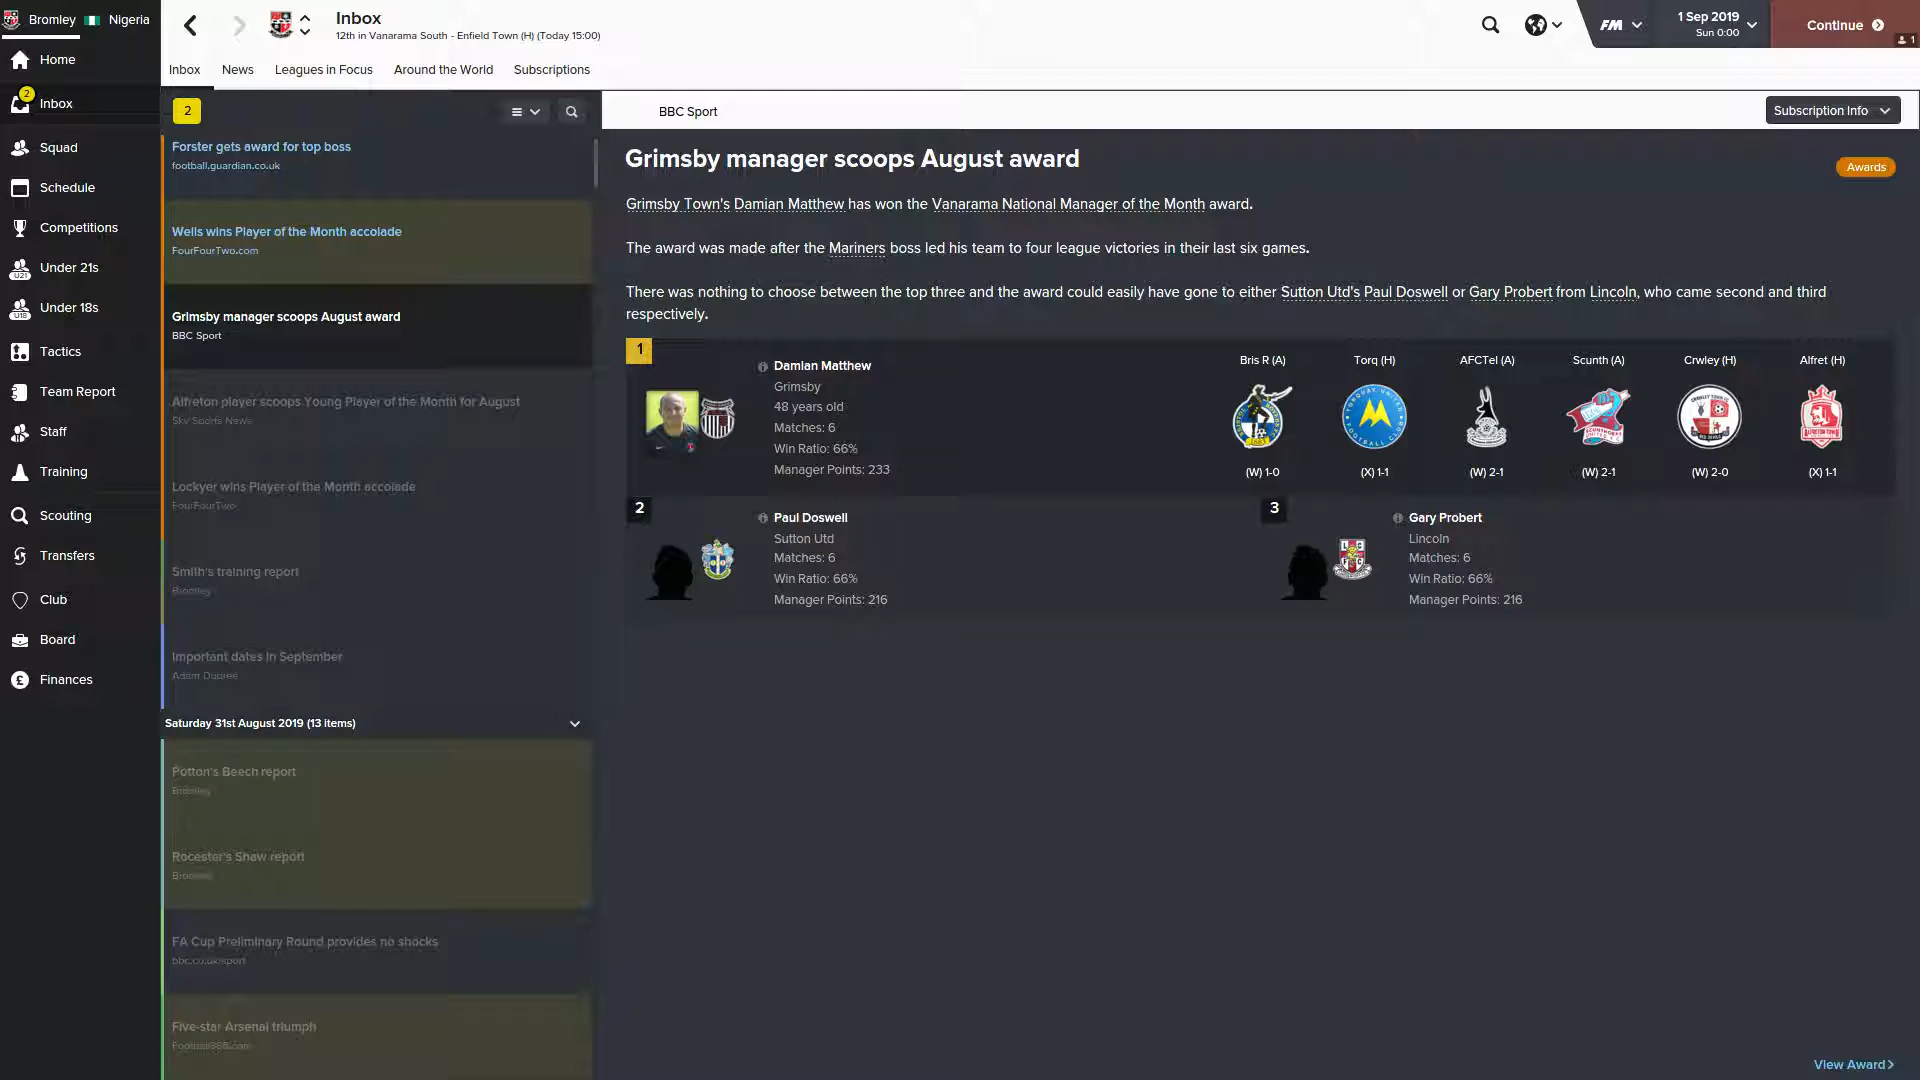 Bromley Nigeria
Home
2
Inbox
Squad
Schedule
Competitions
Under 21s
Under 18s
Tactics
Team Report
Staff
Training
Scouting
Transfers
Club
Board
Finances
Inbox
12th in Vanarama South - Enfield Town (H) (Today 15:00)
FM
1 Sep 2019
Sun 0:00
Continue
1
Inbox News Leagues in Focus Around the World Subscriptions
2
Forster gets award for top boss
football.guardian.co.uk
Wells wins Player of the Month accolade
FourFourTwo.com
Grimsby manager scoops August award
BBC Sport
Alfreton player scoops Young Player of the Month for August
Sky Sports News
Lockyer wins Player of the Month accolade
FourFourTwo
Smith's training report
Bromley
Important dates in September
Adam
Saturday 31st August 2019 (13 items)
Potton's Beech report
Bromley
Rocester's Shaw report
Bromley
FA Cup Preliminary Round provides no shocks
bbc.co.uk/sport
Five-star Arsenal triumph
Football365.com
BBC Sport
Subscription Info
Grimsby manager scoops August award
Awards
Grimsby Town's Damian Matthew has won the Vanarama National Manager of the Month award.
The award was made after the Mariners boss led his team to four league victories in their last six games.
There was nothing to choose between the top three and the award could easily have gone to either Sutton Utd's Paul Doswell or Gary Probert from Lincoln, who came second and third
respectively.
1
Damian Matthew
Grimsby
48 years old
Matches: 6
Win Ratio: 66%
Manager Points: 233
Bris R (A) Torq (H) AFCTel (A) Scunth (A) Crwley (H) Alfret (H)
(W) 1-0 (X) 1-1 (W) 2-1 (W) 2-1 (W) 2-0 (X) 1-1
2
Paul Doswell
Sutton Utd
Matches: 6
Win Ratio: 66%
Manager Points: 216
3
Gary Probert
Lincoln
Matches: 6
Win Ratio: 66%
Manager Points: 216
View Award >